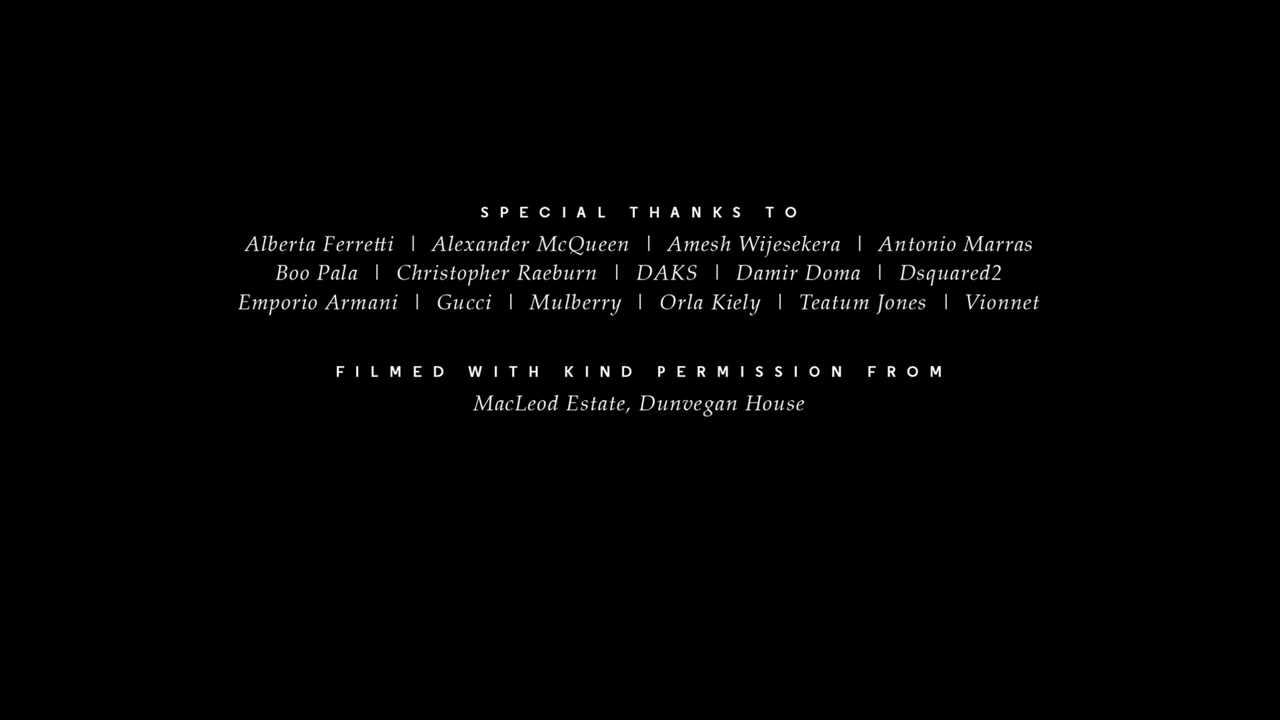 SPECIAL THANKS TO
Alberta Ferretti | Alexander McQueen | Amesh Wijesekera | Antonio Marras
Boo Pala | Christopher Raeburn | DAKS | Damir Doma | Dsquared2
Emporio Armani | Gucci | Mulberry | Orla Kiely | Teatum Jones | Vionnet
FILMED WITH KIND PERMISSION FROM
MacLeod Estate, Dunvegan House